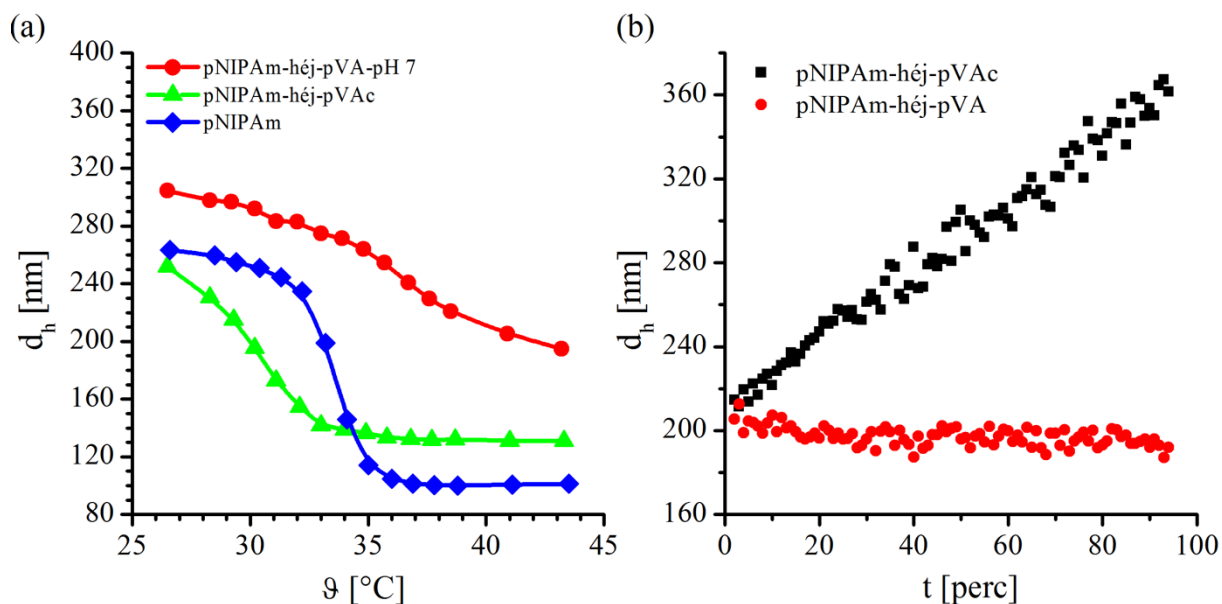 (a)
400
360
320
280
240
200
160
120
80
d_h [nm]
pNIPAm-héj-pVA-pH 7
pNIPAm-héj-pVAc
pNIPAm
25 30 35 40 45
ϑ [°C]
(b)
360
320
280
240
200
160
d_h [nm]
pNIPAm-héj-pVAc
pNIPAm-héj-pVA
0 20 40 60 80 100
t [perc]